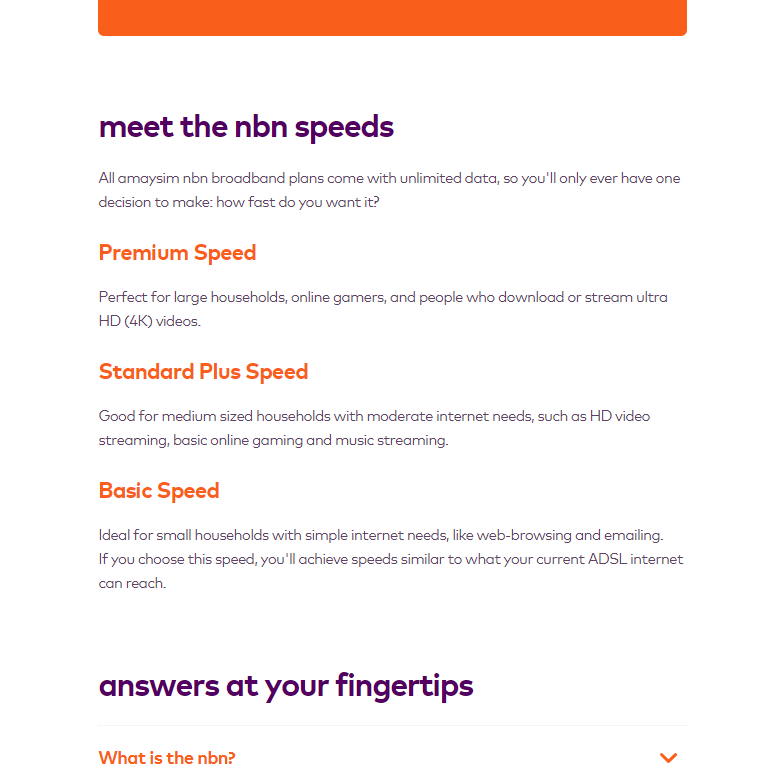 meet the nbn speeds
All amaysim nbn broadband plans come with unlimited data, so you'll only ever have one
decision to make: how fast do you want it?
Premium Speed
Perfect for large households, online gamers, and people who download or stream ultra
HD (4K) videos.
Standard Plus Speed
Good for medium sized households with moderate internet needs, such as HD video
streaming, basic online gaming and music streaming.
Basic Speed
Ideal for small households with simple internet needs, like web-browsing and emailing.
If you choose this speed, you'll achieve speeds similar to what your current ADSL internet
can reach.
answers at your fingertips
What is the nbn?